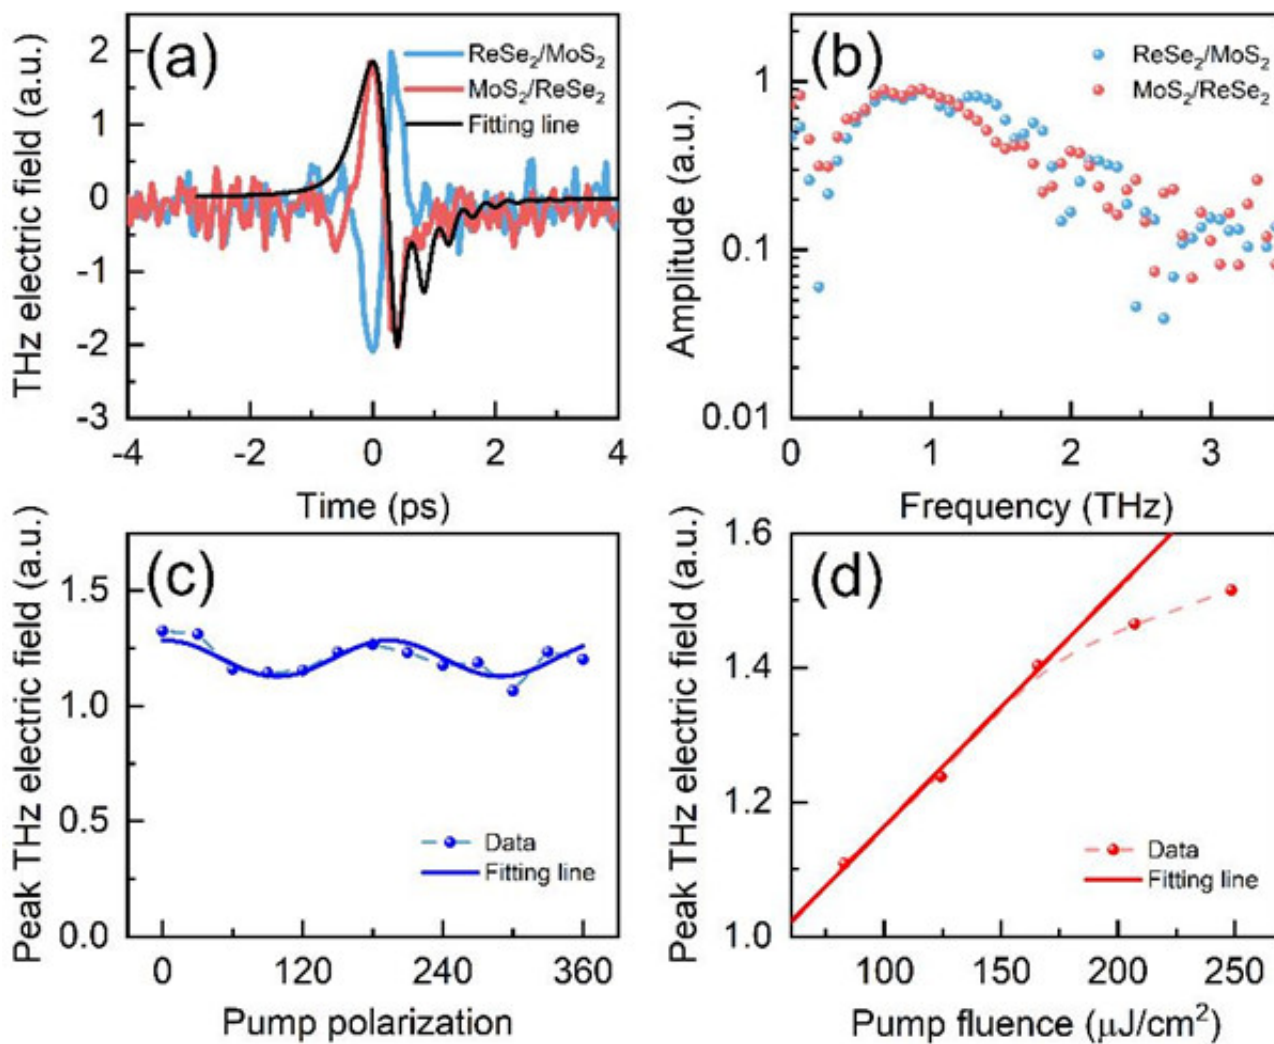 (a)
ReSe₂/MoS₂
MoS₂/ReSe₂
Fitting line
2
1
0
-1
-2
-3
-4
-2
0
2
4
THz electric field (a.u.)
Time (ps)
(b)
ReSe₂/MoS₂
MoS₂/ReSe₂
1
0.1
0.01
0
1
2
3
Amplitude (a.u.)
Frequency (THz)
(c)
1.5
1.0
0.5
0.0
0
120
240
360
Data
Fitting line
Peak THz electric field (a.u.)
Pump polarization
(d)
1.6
1.4
1.2
1.0
100
150
200
250
Data
Fitting line
Peak THz electric field (a.u.)
Pump fluence (μJ/cm²)